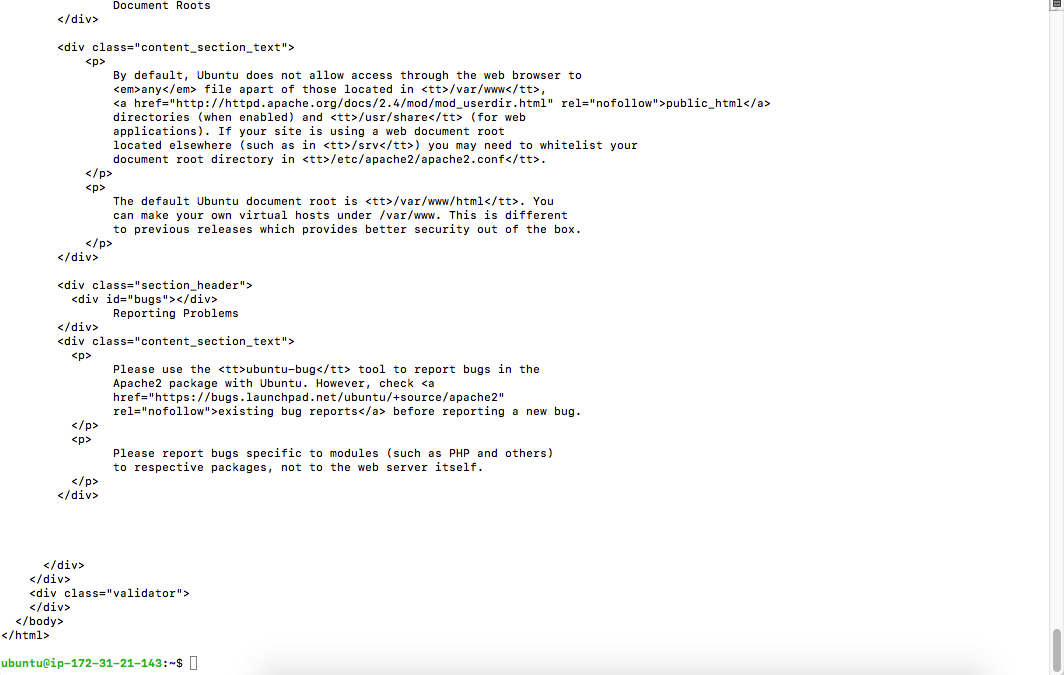 Document Roots
</div>
<div class="content_section_text">
<p>
By default, Ubuntu does not allow access through the web browser to
<em>any</em> file apart of those located in <tt>/var/www</tt>,
<a href="http://httpd.apache.org/docs/2.4/mod/mod_userdir.html" rel="nofollow">public_html</a>
directories (when enabled) and <tt>/usr/share</tt> (for web
applications). If your site is using a web document root
located elsewhere (such as in <tt>/srv</tt>) you may need to whitelist your
document root directory in <tt>/etc/apache2/apache2.conf</tt>.
</p>
<p>
The default Ubuntu document root is <tt>/var/www/html</tt>. You
can make your own virtual hosts under /var/www. This is different
to previous releases which provides better security out of the box.
</p>
</div>
<div class="section_header">
<div id="bugs"></div>
Reporting Problems
</div>
<div class="content_section_text">
<p>
Please use the <tt>ubuntu-bug</tt> tool to report bugs in the
Apache2 package with Ubuntu. However, check <a
href="https://bugs.launchpad.net/ubuntu/+source/apache2"
rel="nofollow">existing bug reports</a> before reporting a new bug.
</p>
<p>
Please report bugs specific to modules (such as PHP and others)
to respective packages, not to the web server itself.
</p>
</div>
</div>
</div>
<div class="validator">
</div>
</body>
</html>
ubuntu@ip-172-31-21-143:~$